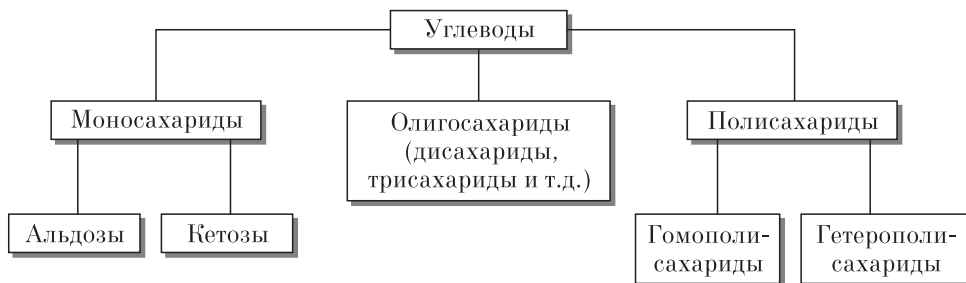 Углеводы
Моносахариды
Олигосахариды
(дисахариды,
трисахариды и т.д.)
Полисахариды
Альдозы
Кетозы
Гомополи-
сахариды
Гетерополи-
сахариды